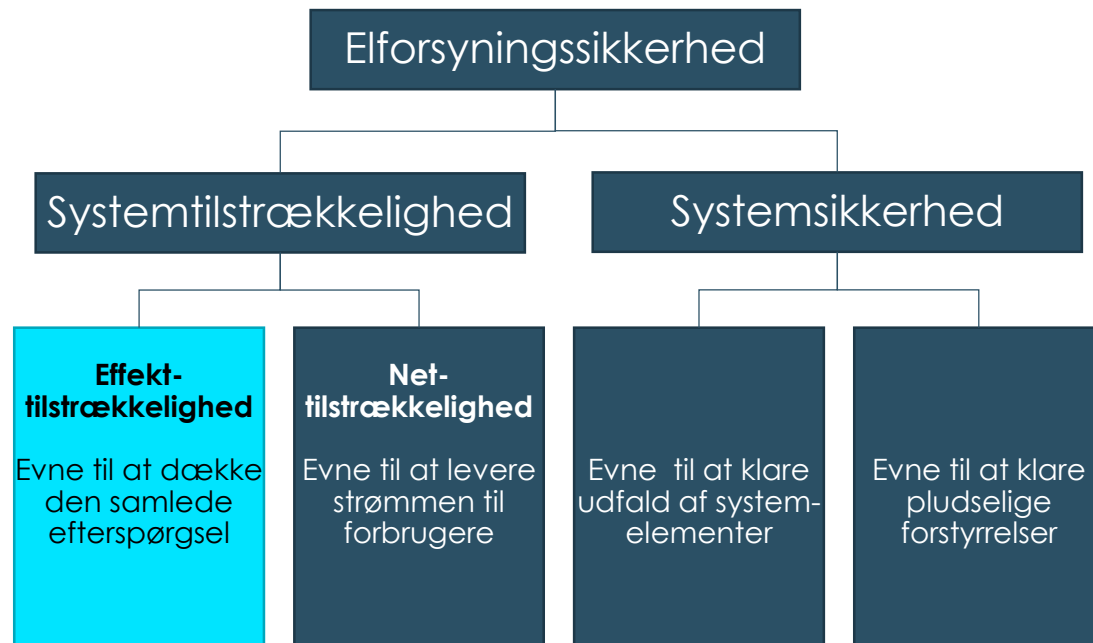 Elforsyningssikkerhed
Systemtilstrækkelighed
Systemsikkerhed
Effekt-
tilstrækkelighed
Evne til at dække
den samlede
efterspørgsel
Net-
tilstrækkelighed
Evne til at levere
strømmen til
forbrugere
Evne til at klare
udfald af system-
elementer
Evne til at klare
pludselige
forstyrrelser